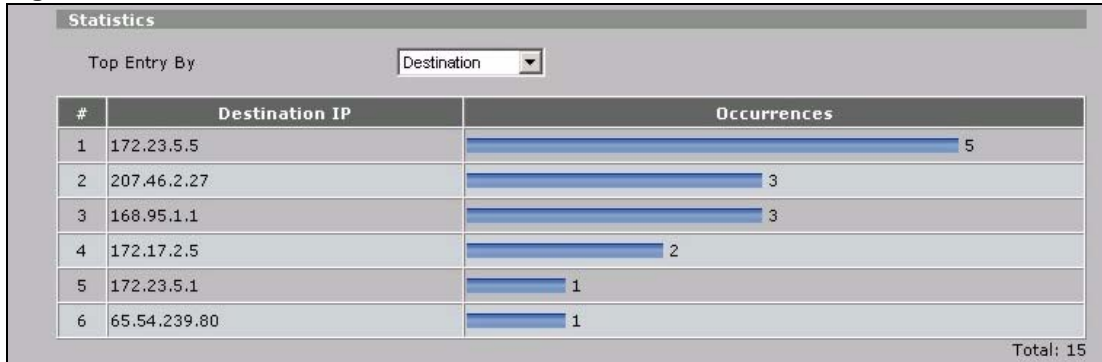 Statistics
Top Entry By Destination
# Destination IP Occurrences
1 172.23.5.5 5
2 207.46.2.27 3
3 168.95.1.1 3
4 172.17.2.5 2
5 172.23.5.1 1
6 65.54.239.80 1
Total: 15